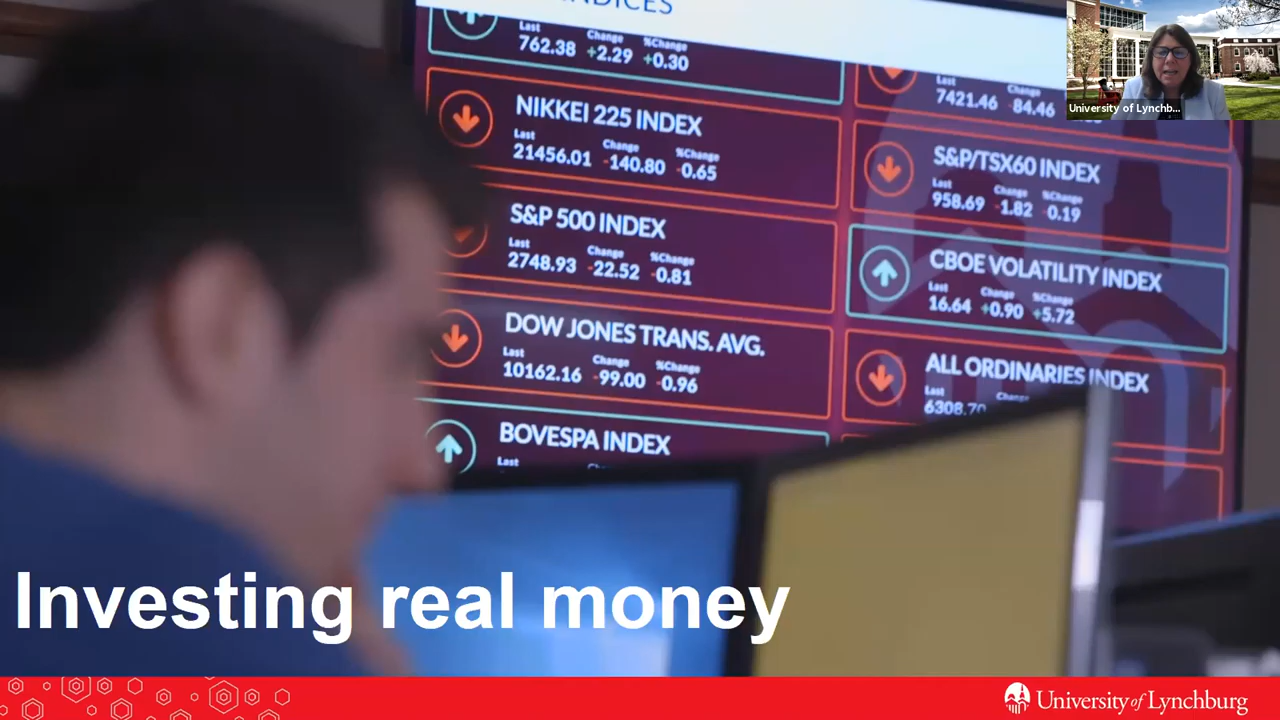 INDICES
Last Change %Change
762.38 +2.29 +0.30
NIKKEI 225 INDEX
Last Change %Change
21456.01 -140.80 -0.65
S&P 500 INDEX
Last Change %Change
2748.93 -22.52 -0.81
DOW JONES TRANS. AVG.
Last Change %Change
10162.16 -99.00 -0.96
BOVESPA INDEX
Last
7421.46 -84.46
S&P/TSX60 INDEX
Last Change %Change
958.69 -1.82 -0.19
CBOE VOLATILITY INDEX
Last Change %Change
16.64 +0.90 +5.72
ALL ORDINARIES INDEX
Last Change
6308.70
University of Lynchb...
Investing real money
University of Lynchburg